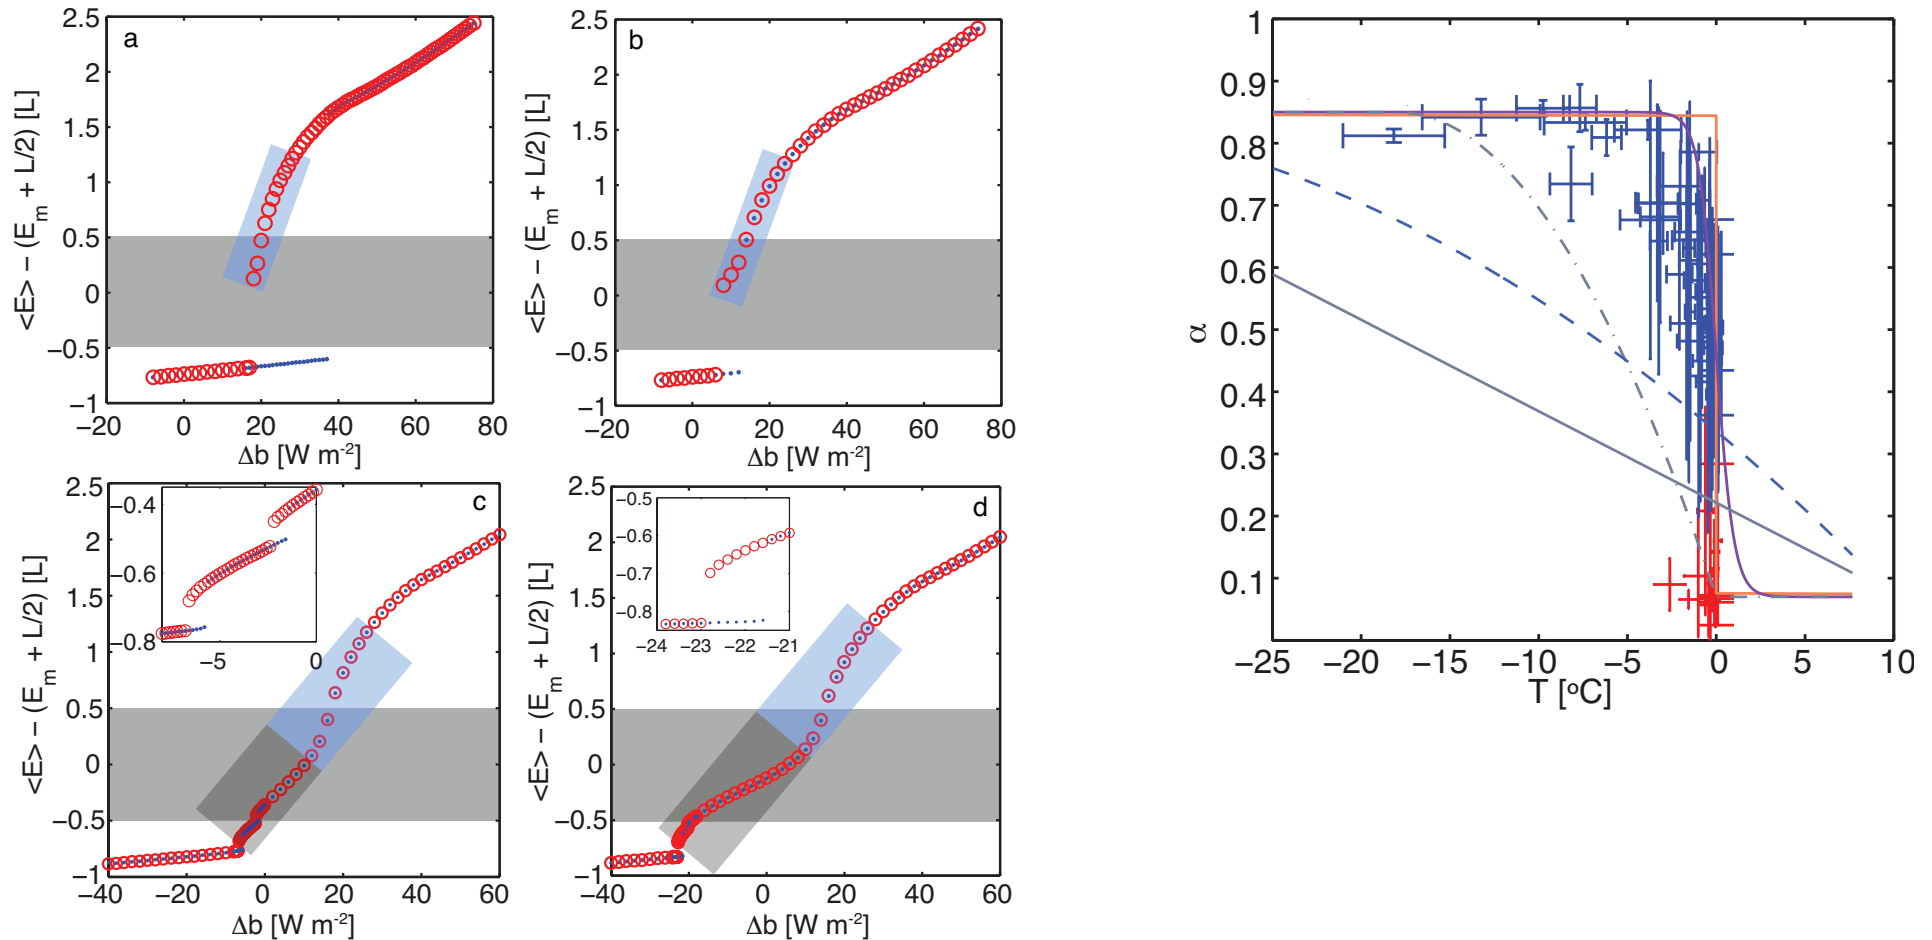 a
2.5
2
1.5
1
0.5
0
−0.5
−1
−20 0 20 40 60 80
<E> − (E_m + L/2) [L]
Δb [W m⁻²]
b
2.5
2
1.5
1
0.5
0
−0.5
−1
−20 0 20 40 60 80
<E> − (E_m + L/2) [L]
Δb [W m⁻²]
c
2.5
2
1.5
1
0.5
0
−0.5
−1
−40 −20 0 20 40 60
<E> − (E_m + L/2) [L]
Δb [W m⁻²]
−0.4
−0.6
−0.8
−5 0
d
2.5
2
1.5
1
0.5
0
−0.5
−1
−40 −20 0 20 40 60
<E> − (E_m + L/2) [L]
Δb [W m⁻²]
−0.5
−0.6
−0.7
−0.8
−24 −23 −22 −21
1
0.9
0.8
0.7
0.6
0.5
0.4
0.3
0.2
0.1
−25 −20 −15 −10 −5 0 5 10
α
T [°C]